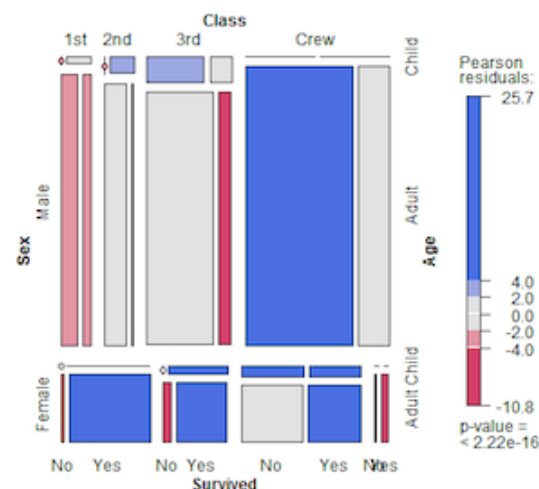 Class
1st 2nd 3rd Crew
Child
Pearson
residuals:
25.7
Male
Sex
Adult
Age
4.0
2.0
0.0
-2.0
-4.0
Child
Female
Adult
-10.8
p-value =
< 2.22e-16
No Yes No Yes No Yes No Yes
Survived